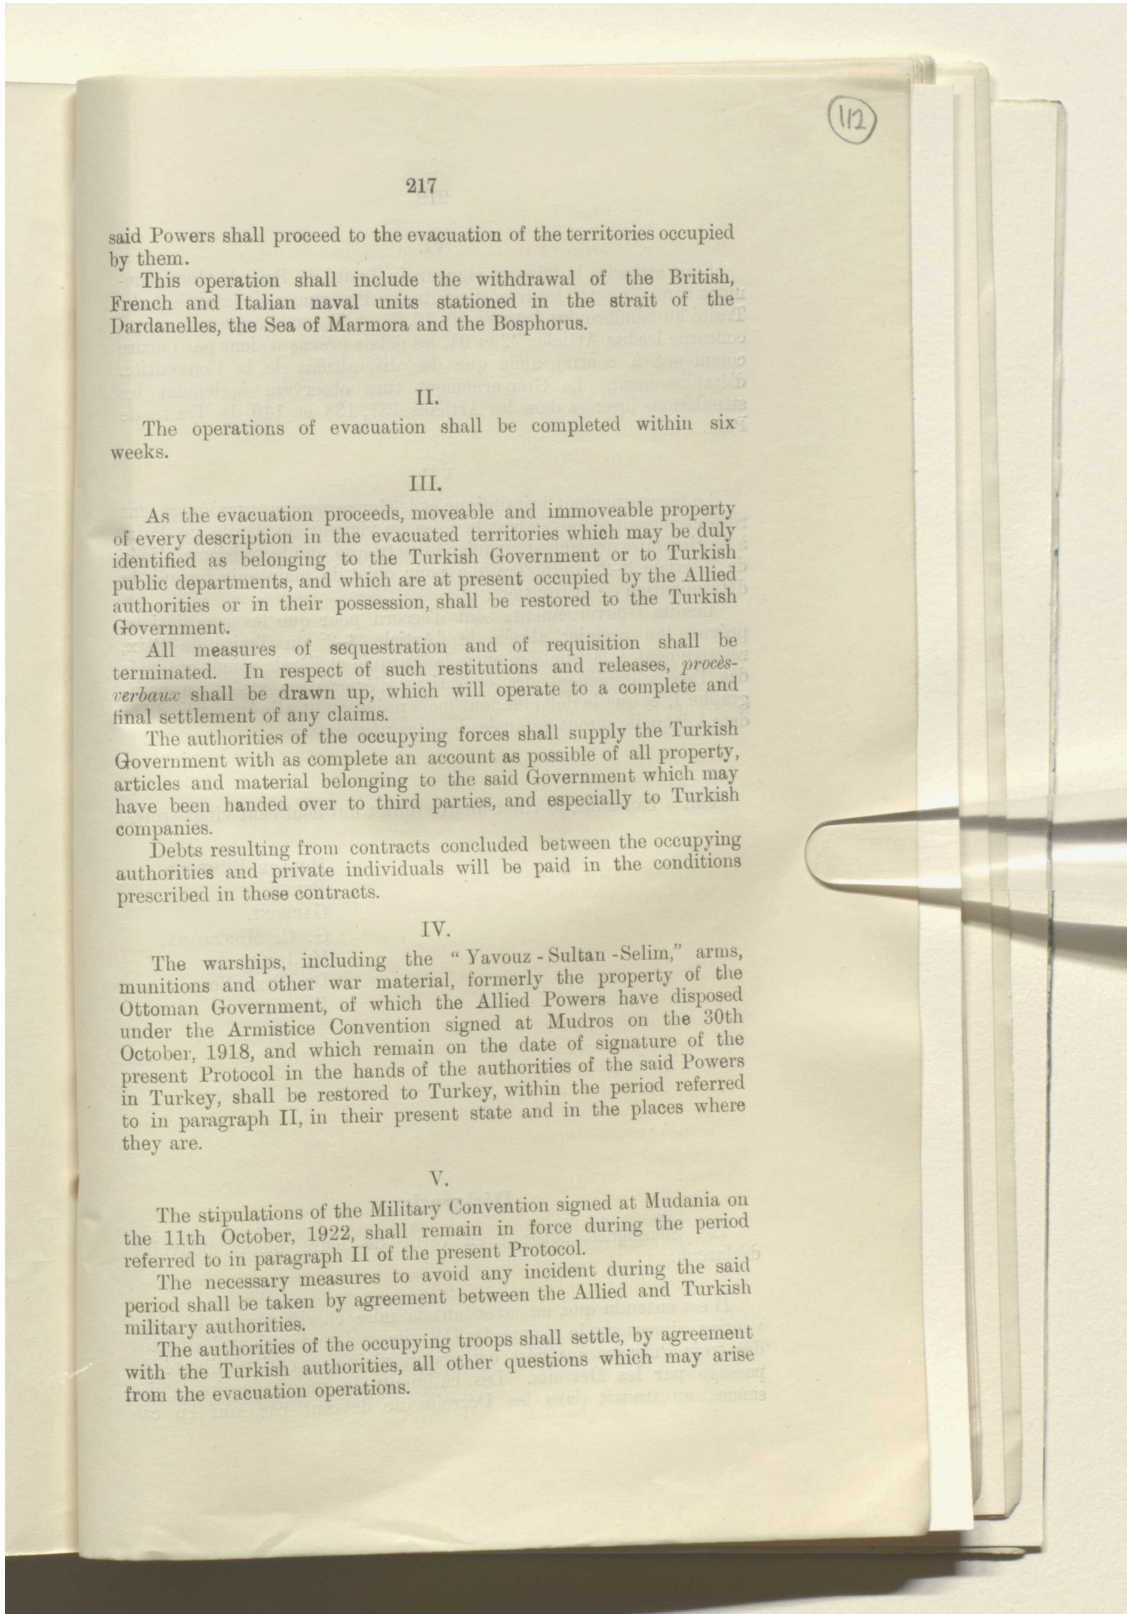 112
217
said Powers shall proceed to the evacuation of the territories occupied
by them.
This operation shall include the withdrawal of the British,
French and Italian naval units stationed in the strait of the
Dardanelles, the Sea of Marmora and the Bosphorus.
II.
The operations of evacuation shall be completed within six
weeks.
III.
As the evacuation proceeds, moveable and immoveable property
of every description in the evacuated territories which may be duly
identified as belonging to the Turkish Government or to Turkish
public departments, and which are at present occupied by the Allied
authorities or in their possession, shall be restored to the Turkish
Government.
All measures of sequestration and of requisition shall be
terminated. In respect of such restitutions and releases, procès-
verbaux shall be drawn up, which will operate to a complete and
final settlement of any claims.
The authorities of the occupying forces shall supply the Turkish
Government with as complete an account as possible of all property,
articles and material belonging to the said Government which may
have been handed over to third parties, and especially to Turkish
companies.
Debts resulting from contracts concluded between the occupying
authorities and private individuals will be paid in the conditions
prescribed in those contracts.
IV.
The warships, including the “Yavouz-Sultan-Selim,” arms,
munitions and other war material, formerly the property of the
Ottoman Government, of which the Allied Powers have disposed
under the Armistice Convention signed at Mudros on the 30th
October, 1918, and which remain on the date of signature of the
present Protocol in the hands of the authorities of the said Powers
in Turkey, shall be restored to Turkey, within the period referred
to in paragraph II, in their present state and in the places where
they are.
V.
The stipulations of the Military Convention signed at Mudania on
the 11th October, 1922, shall remain in force during the period
referred to in paragraph II of the present Protocol.
The necessary measures to avoid any incident during the said
period shall be taken by agreement between the Allied and Turkish
military authorities.
The authorities of the occupying troops shall settle, by agreement
with the Turkish authorities, all other questions which may arise
from the evacuation operations.